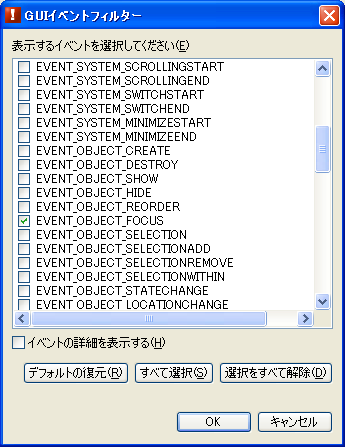 GUIイベントフィルター
表示するイベントを選択してください(E)
EVENT_SYSTEM_SCROLLINGSTART
EVENT_SYSTEM_SCROLLINGEND
EVENT_SYSTEM_SWITCHSTART
EVENT_SYSTEM_SWITCHEND
EVENT_SYSTEM_MINIMIZESTART
EVENT_SYSTEM_MINIMIZEEND
EVENT_OBJECT_CREATE
EVENT_OBJECT_DESTROY
EVENT_OBJECT_SHOW
EVENT_OBJECT_HIDE
EVENT_OBJECT_REORDER
EVENT_OBJECT_FOCUS
EVENT_OBJECT_SELECTION
EVENT_OBJECT_SELECTIONADD
EVENT_OBJECT_SELECTIONREMOVE
EVENT_OBJECT_SELECTIONWITHIN
EVENT_OBJECT_STATECHANGE
EVENT_OBJECT_LOCATIONCHANGE
イベントの詳細を表示する(H)
デフォルトの復元(R) すべて選択(S) 選択をすべて解除(D)
OK キャンセル